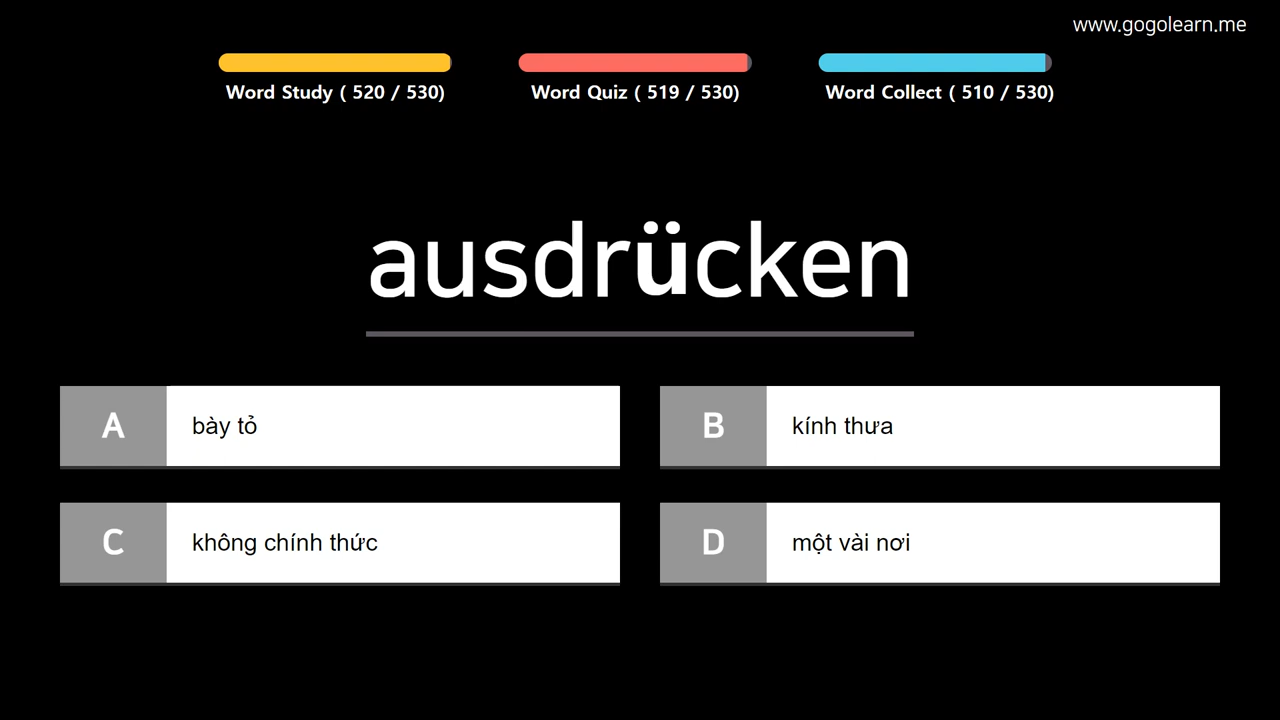 www.gogolearn.me
Word Study ( 520 / 530)
Word Quiz ( 519 / 530)
Word Collect ( 510 / 530)
ausdrücken
A bày tỏ
B kính thưa
C không chính thức
D một vài nơi